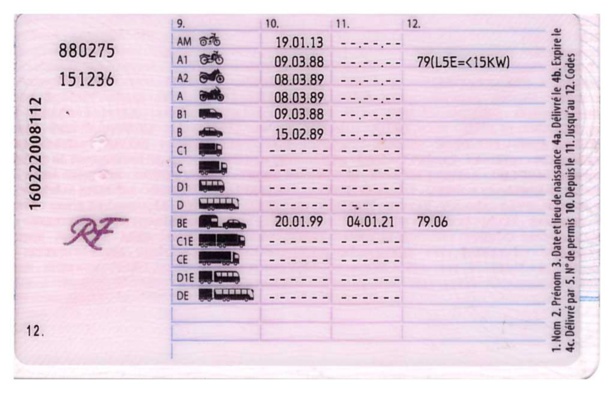 880275
151236
160222008112
RF
12.
9. 10. 11. 12.
AM 19.01.13 --.--.--
A1 09.03.88 --.--.-- 79(L5E=<15KW)
A2 08.03.89 --.--.--
A 08.03.89 --.--.--
B1 09.03.88 --.--.--
B 15.02.89 --.--.--
C1 --.--.-- --.--.--
C --.--.-- --.--.--
D1 --.--.-- --.--.--
D --.--.-- --.--.--
BE 20.01.99 04.01.21 79.06
C1E --.--.-- --.--.--
CE --.--.-- --.--.--
D1E --.--.-- --.--.--
DE --.--.-- --.--.--
1. Nom 2. Prénom 3. Date et lieu de naissance 4a. Délivré le 4b. Expire le
4c. Délivré par 5. N° de permis 10. Depuis le 11. Jusqu'au 12. Codes